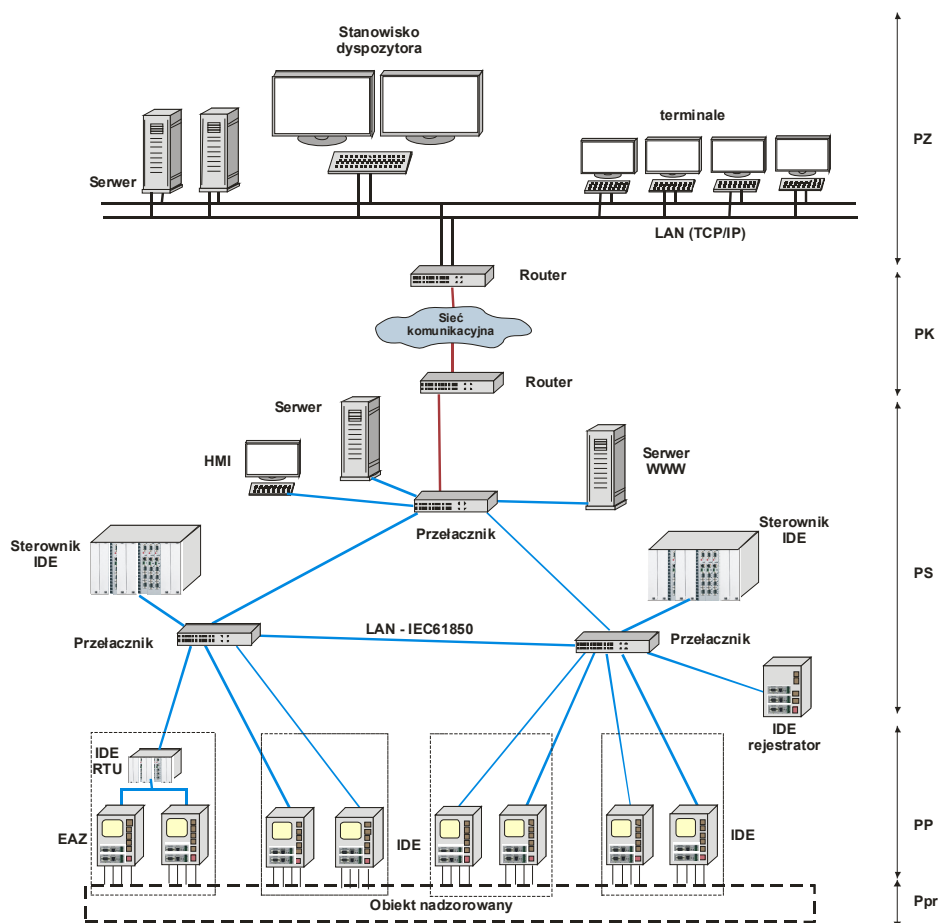 Stanowisko
dyspozytora
terminale
PZ
Serwer
LAN (TCP/IP)
Router
Sieć
komunikacyjna
PK
Router
Serwer
HMI
Serwer
WWW
Przełacznik
Sterownik
IDE
Sterownik
IDE
PS
LAN - IEC61850
Przełacznik
Przełacznik
IDE
rejestrator
IDE
RTU
EAZ
IDE
IDE
PP
Obiekt nadzorowany
Ppr